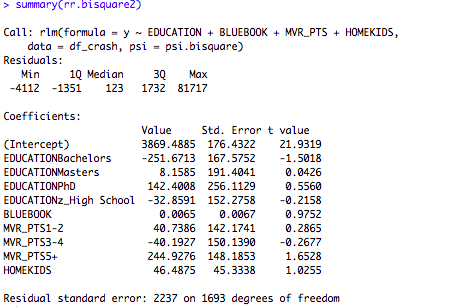 > summary(rr.bisquare2)
Call: rlm(formula = y ~ EDUCATION + BLUEBOOK + MVR_PTS + HOMEKIDS,
data = df_crash, psi = psi.bisquare)
Residuals:
Min 1Q Median 3Q Max
-4112 -1351 123 1732 81717
Coefficients:
Value Std. Error t value
(Intercept) 3869.4885 176.4322 21.9319
EDUCATIONBachelors -251.6713 167.5752 -1.5018
EDUCATIONMasters 8.1585 191.4041 0.0426
EDUCATIONPhD 142.4008 256.1129 0.5560
EDUCATIONz_High School -32.8591 152.2758 -0.2158
BLUEBOOK 0.0065 0.0067 0.9752
MVR_PTS1-2 40.7386 142.1741 0.2865
MVR_PTS3-4 -40.1927 150.1390 -0.2677
MVR_PTS5+ 244.9276 148.1853 1.6528
HOMEKIDS 46.4875 45.3338 1.0255
Residual standard error: 2237 on 1693 degrees of freedom